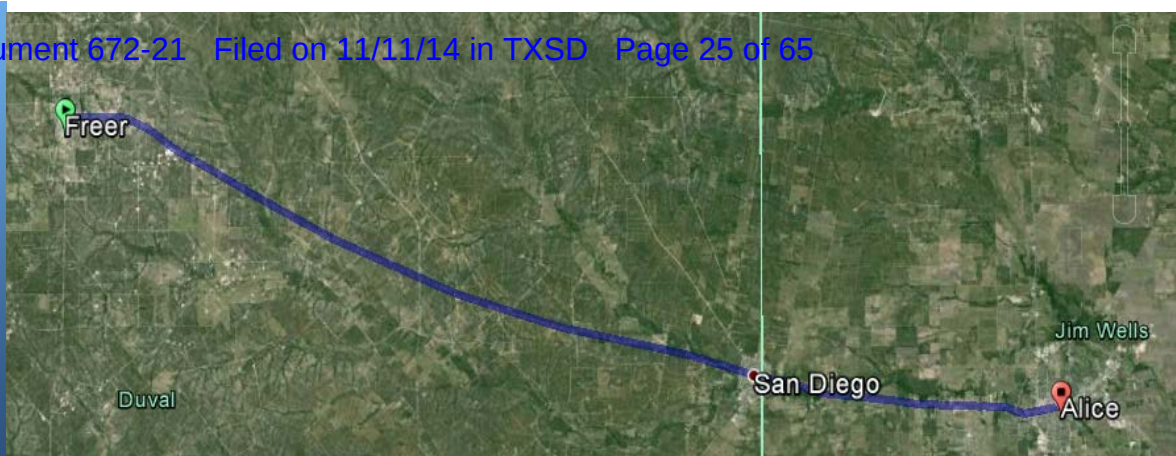 ument 672-21 Filed on 11/11/14 in TXSD Page 25 of 65
Freer
Jim Wells
San Diego
Duval
Alice